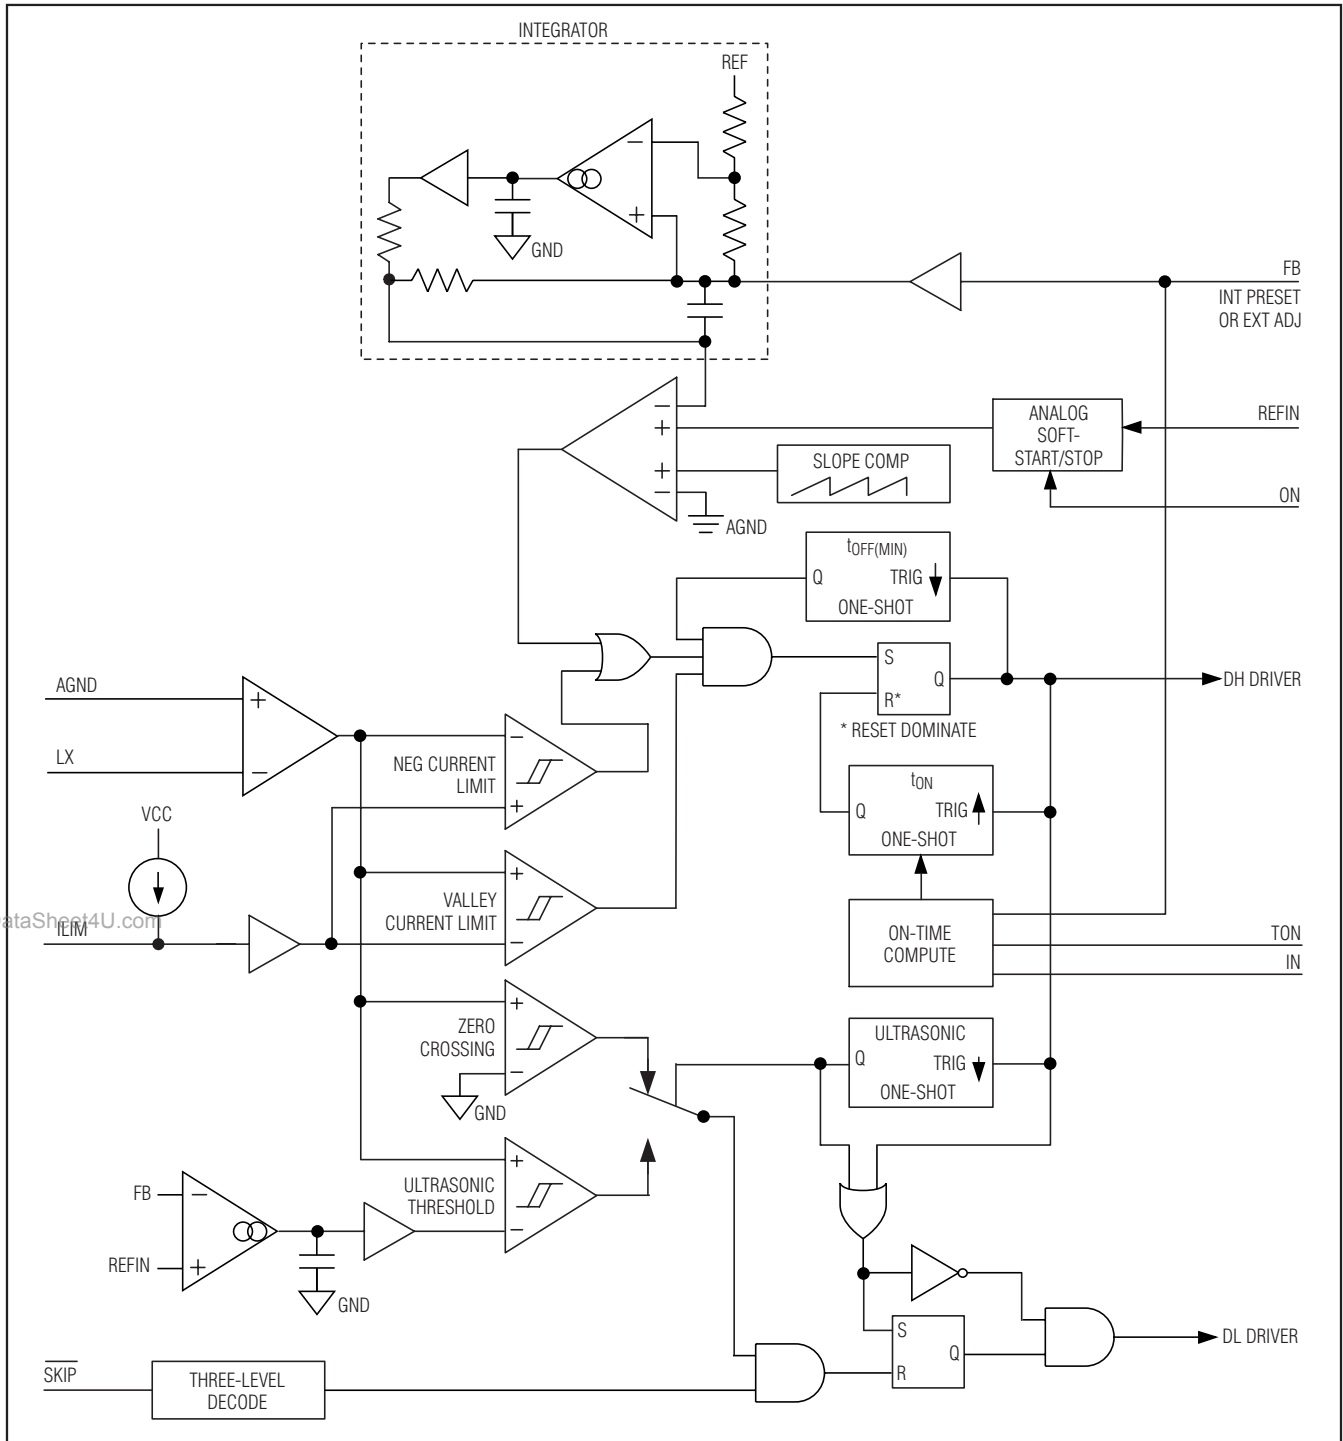 INTEGRATOR
REF
−
+
GND
FB
INT PRESET
OR EXT ADJ
−
+
+
−
AGND
SLOPE COMP
ANALOG
SOFT-
START/STOP
REFIN
ON
tOFF(MIN)
Q TRIG
ONE-SHOT
S
Q
R*
* RESET DOMINATE
DH DRIVER
AGND
+
LX
−
NEG CURRENT
LIMIT
−
+
tON
Q TRIG
ONE-SHOT
VCC
VALLEY
CURRENT LIMIT
+
−
DataSheet4U.com
ILIM
ON-TIME
COMPUTE
TON
IN
ZERO
CROSSING
+
−
GND
ULTRASONIC
Q TRIG
ONE-SHOT
ULTRASONIC
THRESHOLD
+
−
FB −
REFIN +
GND
S
Q
R
DL DRIVER
SKIP
THREE-LEVEL
DECODE